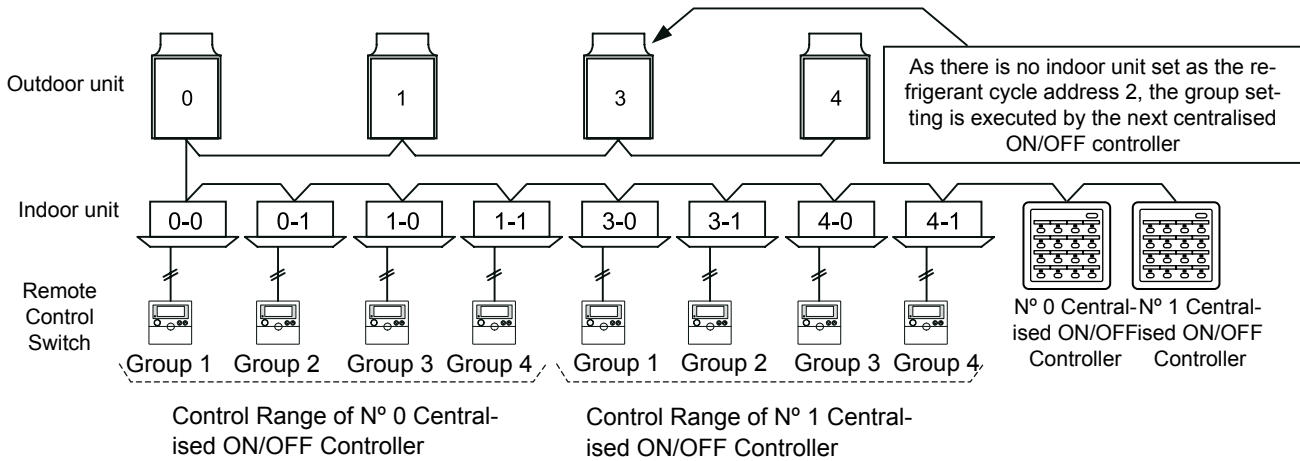 Outdoor unit
0
1
3
4
As there is no indoor unit set as the re-
frigerant cycle address 2, the group set-
ting is executed by the next centralised
ON/OFF controller
Indoor unit
0-0
0-1
1-0
1-1
3-0
3-1
4-0
4-1
Remote
Control
Switch
Group 1
Group 2
Group 3
Group 4
Group 1
Group 2
Group 3
Group 4
Nº 0 Central-
ised ON/OFF
Controller
Nº 1 Central-
ised ON/OFF
Controller
Control Range of Nº 0 Central-
ised ON/OFF Controller
Control Range of Nº 1 Central-
ised ON/OFF Controller